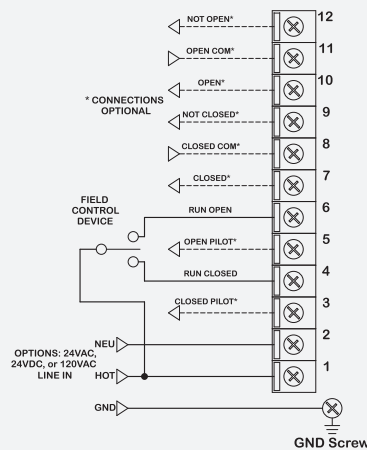 NOT OPEN*
12
OPEN COM*
11
OPEN*
10
* CONNECTIONS
OPTIONAL
NOT CLOSED*
9
CLOSED COM*
8
CLOSED*
7
FIELD
CONTROL
DEVICE
RUN OPEN
6
OPEN PILOT*
5
RUN CLOSED
4
CLOSED PILOT*
3
NEU
2
OPTIONS: 24VAC,
24VDC, or 120VAC
LINE IN
HOT
1
GND
GND Screw